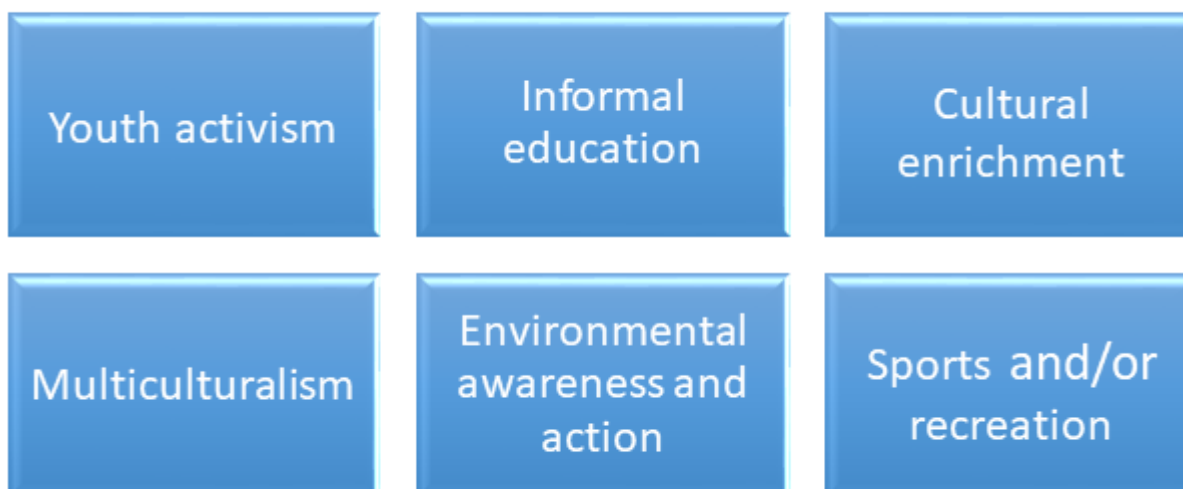 Youth activism
Informal
education
Cultural
enrichment
Multiculturalism
Environmental
awareness and
action
Sports and/or
recreation